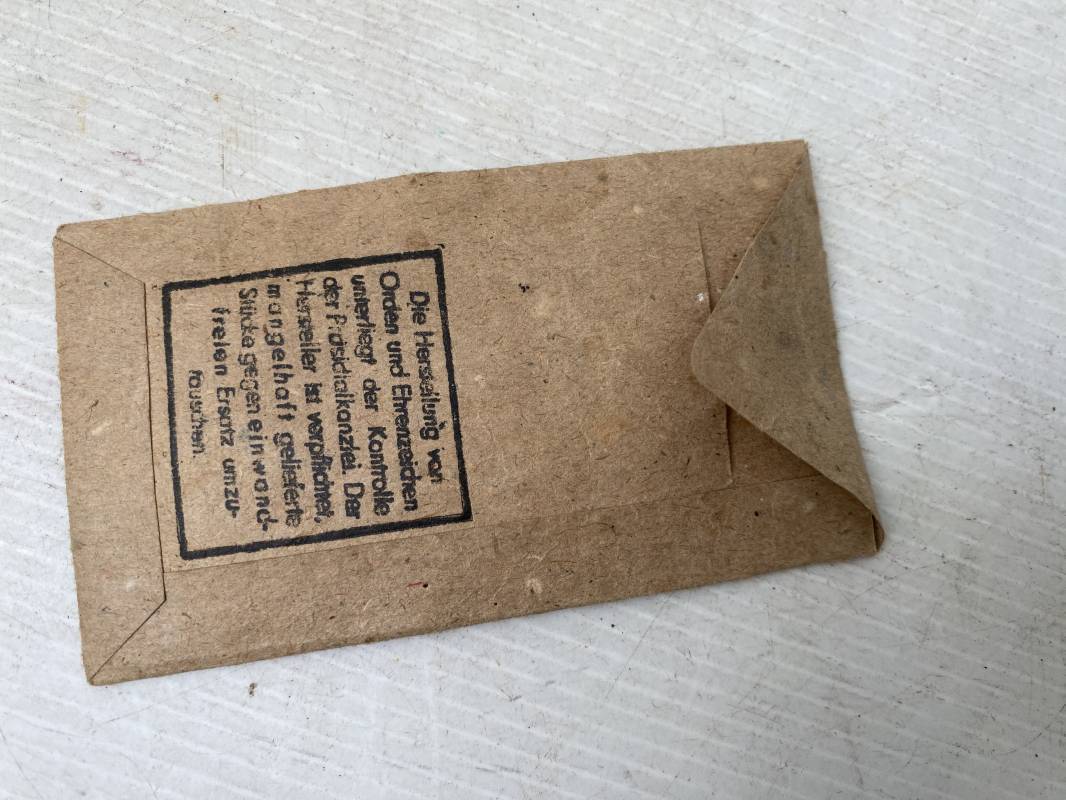 Die Herstellung von
Orden und Ehrenzeichen
unterliegt der Kontrolle
der Präsidialkanzlei. Der
Hersteller ist verpflichtet,
mangelhaft gelieferte
Stücke gegen einwand-
freien Ersatz umzu-
tauschen.